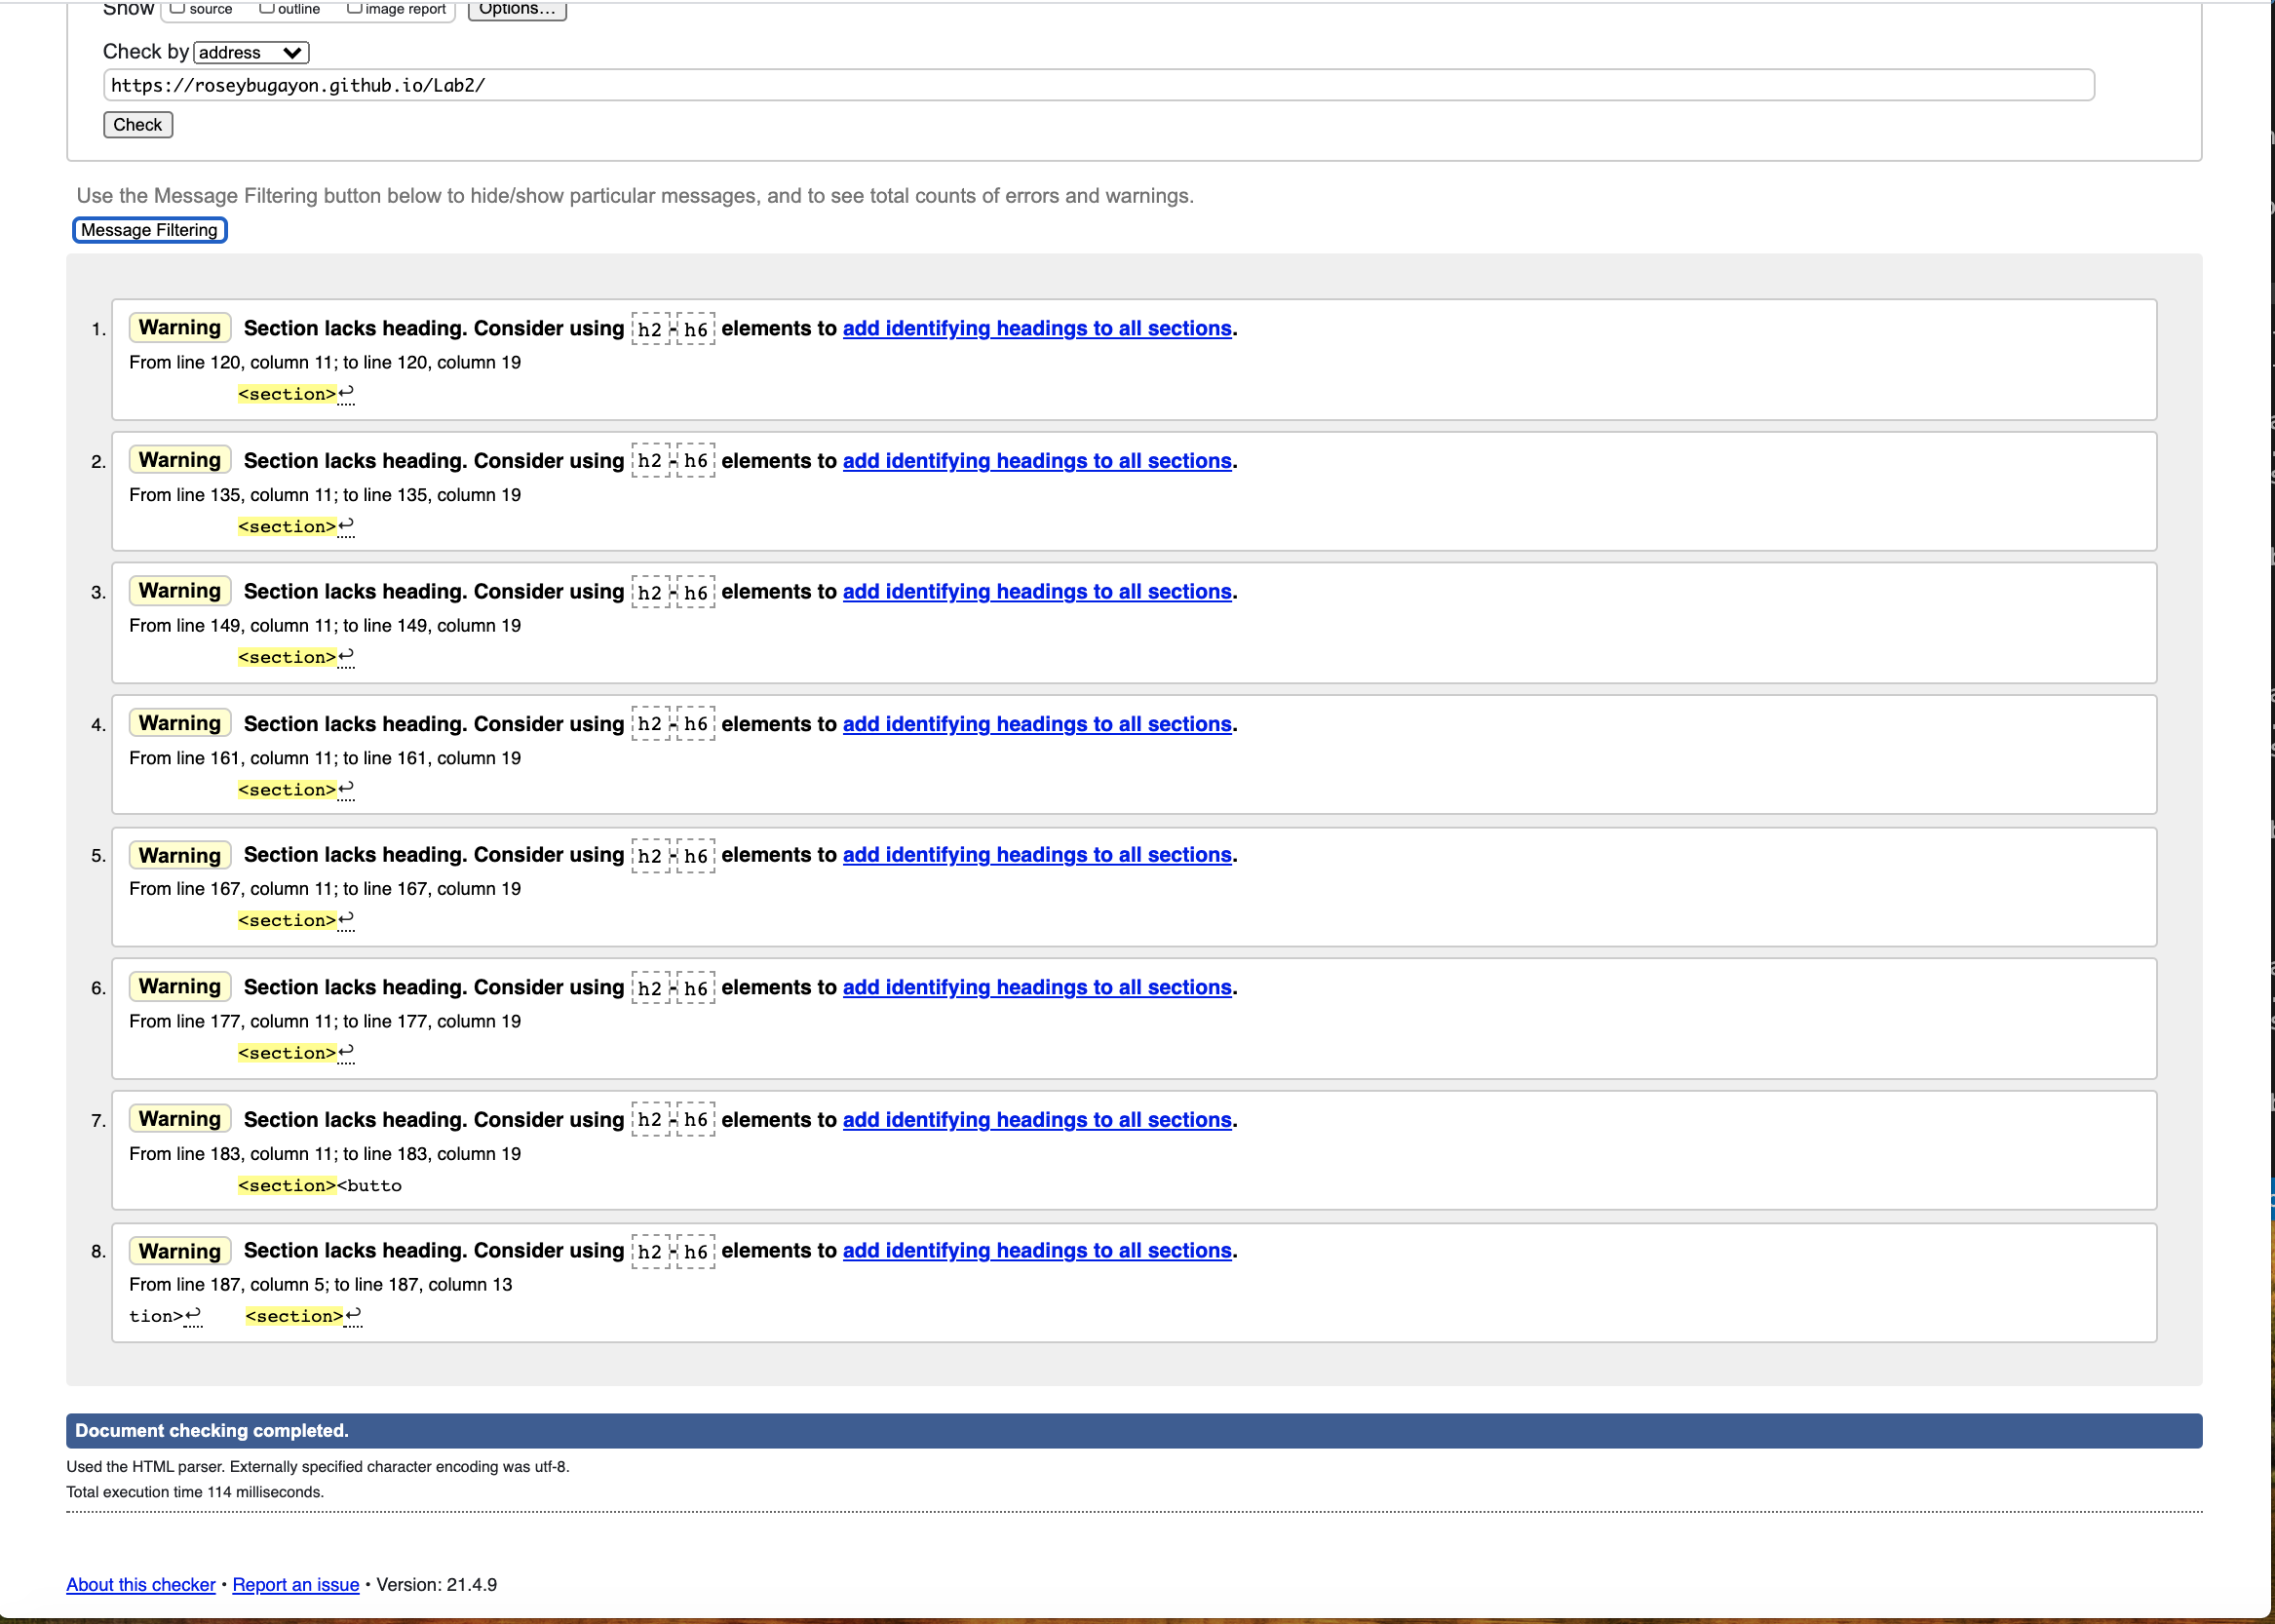 Show source outline image report Options...
Check by address
https://roseybugayon.github.io/Lab2/
Check
Use the Message Filtering button below to hide/show particular messages, and to see total counts of errors and warnings.
Message Filtering
1. Warning Section lacks heading. Consider using h2-h6 elements to add identifying headings to all sections.
From line 120, column 11; to line 120, column 19
<section>↩
2. Warning Section lacks heading. Consider using h2-h6 elements to add identifying headings to all sections.
From line 135, column 11; to line 135, column 19
<section>↩
3. Warning Section lacks heading. Consider using h2-h6 elements to add identifying headings to all sections.
From line 149, column 11; to line 149, column 19
<section>↩
4. Warning Section lacks heading. Consider using h2-h6 elements to add identifying headings to all sections.
From line 161, column 11; to line 161, column 19
<section>↩
5. Warning Section lacks heading. Consider using h2-h6 elements to add identifying headings to all sections.
From line 167, column 11; to line 167, column 19
<section>↩
6. Warning Section lacks heading. Consider using h2-h6 elements to add identifying headings to all sections.
From line 177, column 11; to line 177, column 19
<section>↩
7. Warning Section lacks heading. Consider using h2-h6 elements to add identifying headings to all sections.
From line 183, column 11; to line 183, column 19
<section><butto
8. Warning Section lacks heading. Consider using h2-h6 elements to add identifying headings to all sections.
From line 187, column 5; to line 187, column 13
tion>↩ <section>↩
Document checking completed.
Used the HTML parser. Externally specified character encoding was utf-8.
Total execution time 114 milliseconds.
About this checker • Report an issue • Version: 21.4.9